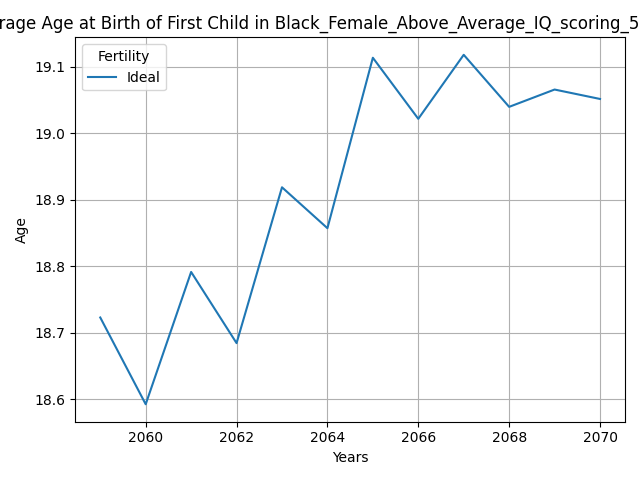 rage Age at Birth of First Child in Black_Female_Above_Average_IQ_scoring_5
Fertility
Ideal
19.1
19.0
18.9
18.8
18.7
18.6
Age
2060 2062 2064 2066 2068 2070
Years